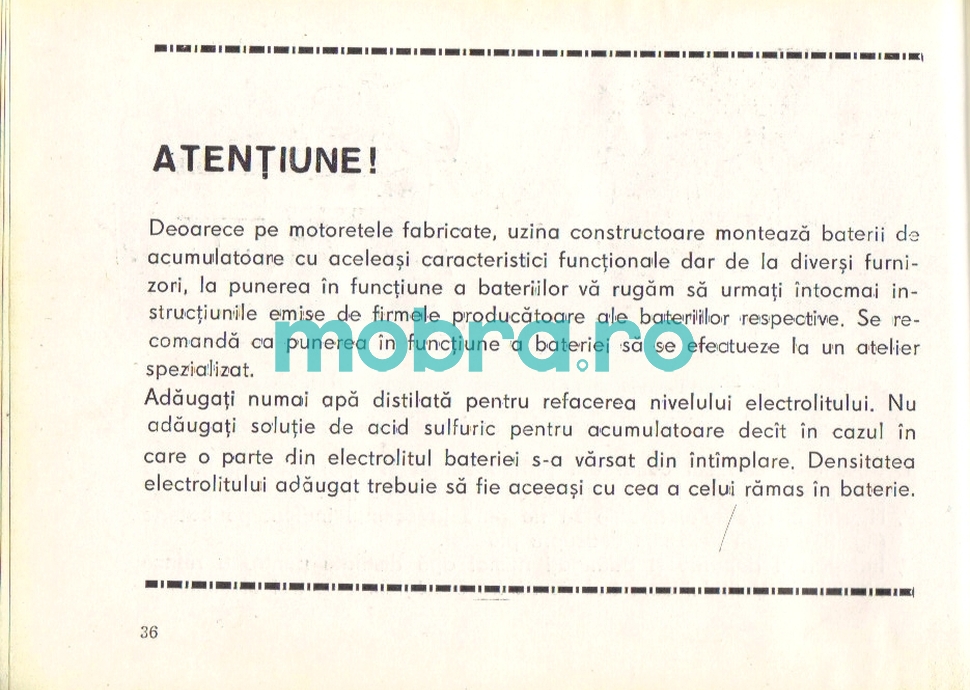 ATENȚIUNE!
Deoarece pe motoretele fabricate, uzina constructoare montează baterii de
acumulatoare cu aceleași caracteristici funcționale dar de la diverși furni-
zori, la punerea în funcțiune a bateriilor vă rugăm să urmați întocmai in-
strucțiunile emise de firmele producătoare ale bateriilor respective. Se re-
comandă ca punerea în funcțiune a bateriei să se efectueze la un atelier
spezializat.
mobra.ro
Adăugați numai apă distilată pentru refacerea nivelului electrolitului. Nu
adăugați soluție de acid sulfuric pentru acumulatoare decît în cazul în
care o parte din electrolitul bateriei s-a vărsat din întîmplare. Densitatea
electrolitului adăugat trebuie să fie aceeași cu cea a celui rămas în baterie.
36